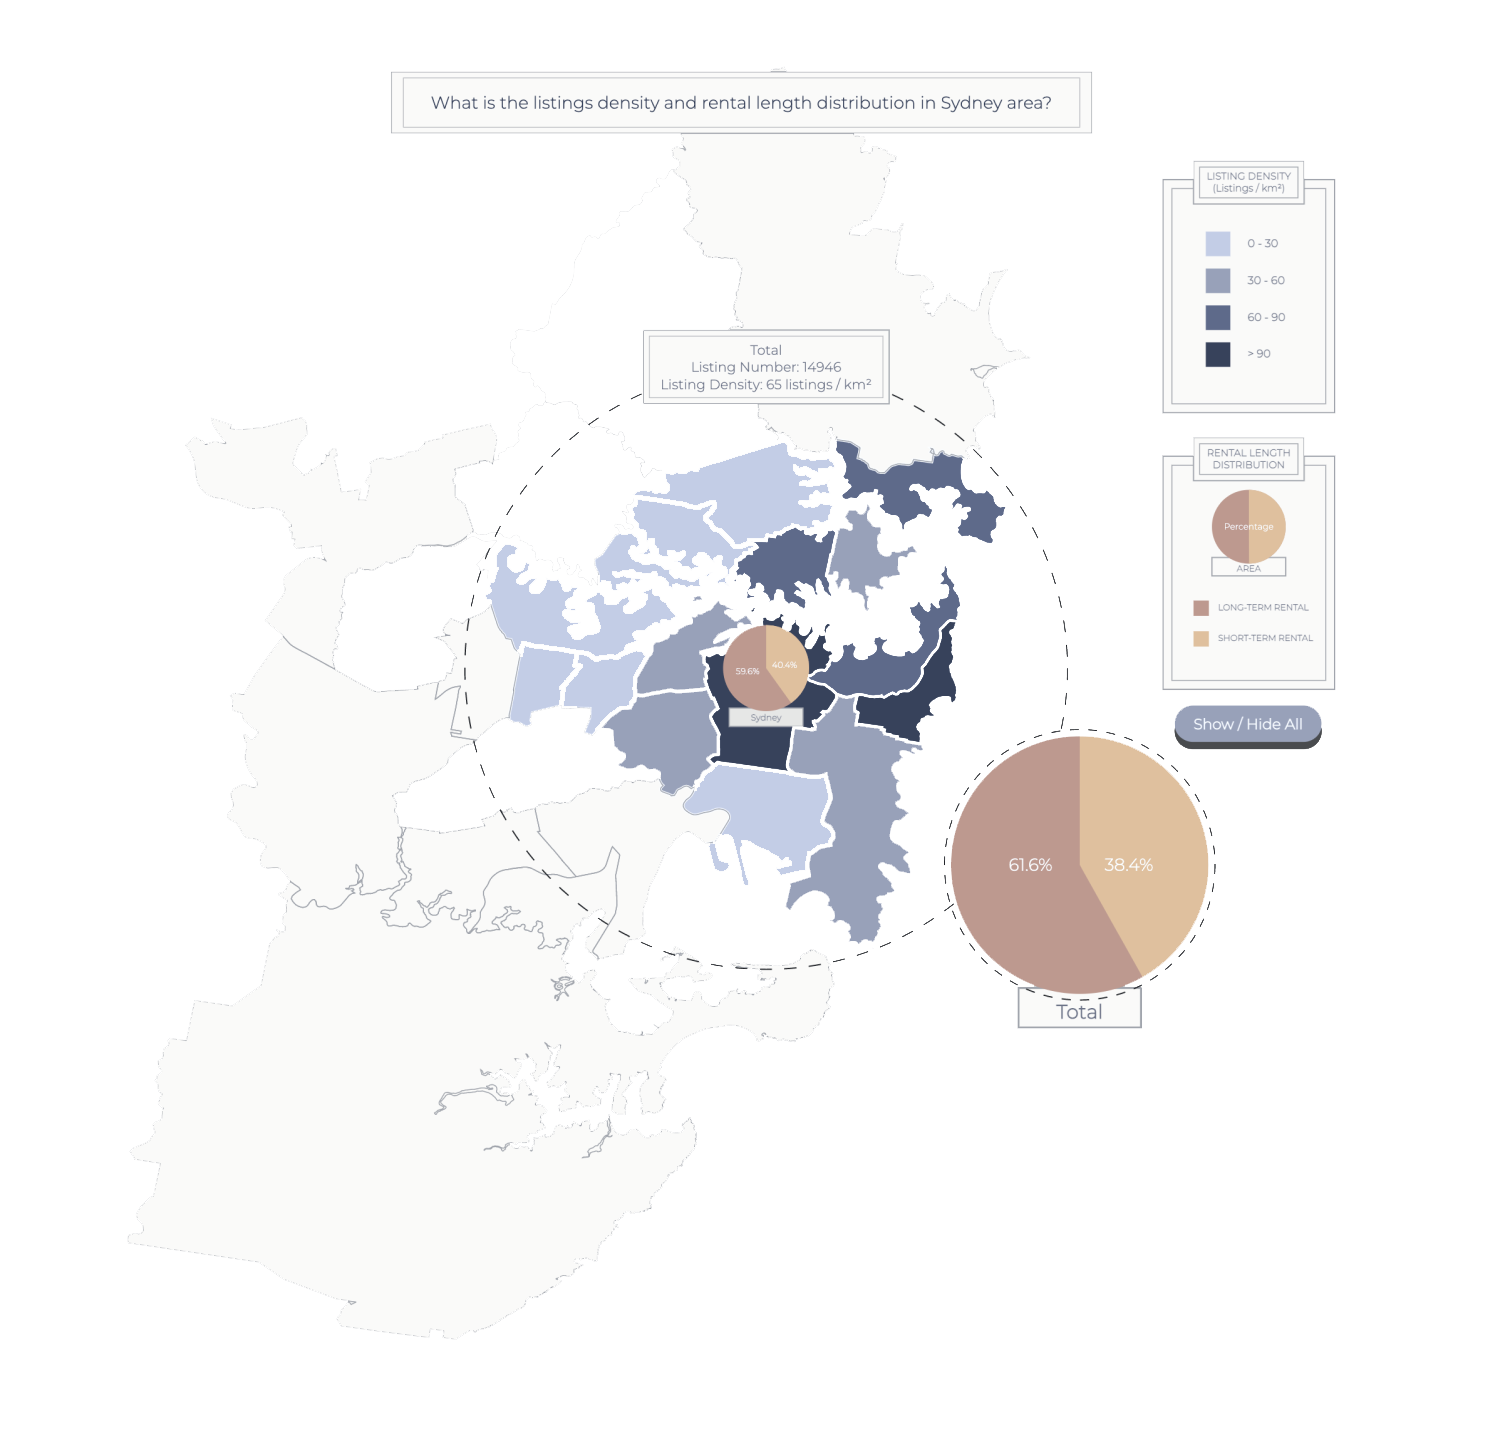 What is the listings density and rental length distribution in Sydney area?
LISTING DENSITY
(Listings / km²)
0 - 30
30 - 60
60 - 90
> 90
Total
Listing Number: 14946
Listing Density: 65 listings / km²
RENTAL LENGTH
DISTRIBUTION
Percentage
AREA
LONG-TERM RENTAL
SHORT-TERM RENTAL
59.6%
40.4%
Sydney
Show / Hide All
61.6%
38.4%
Total